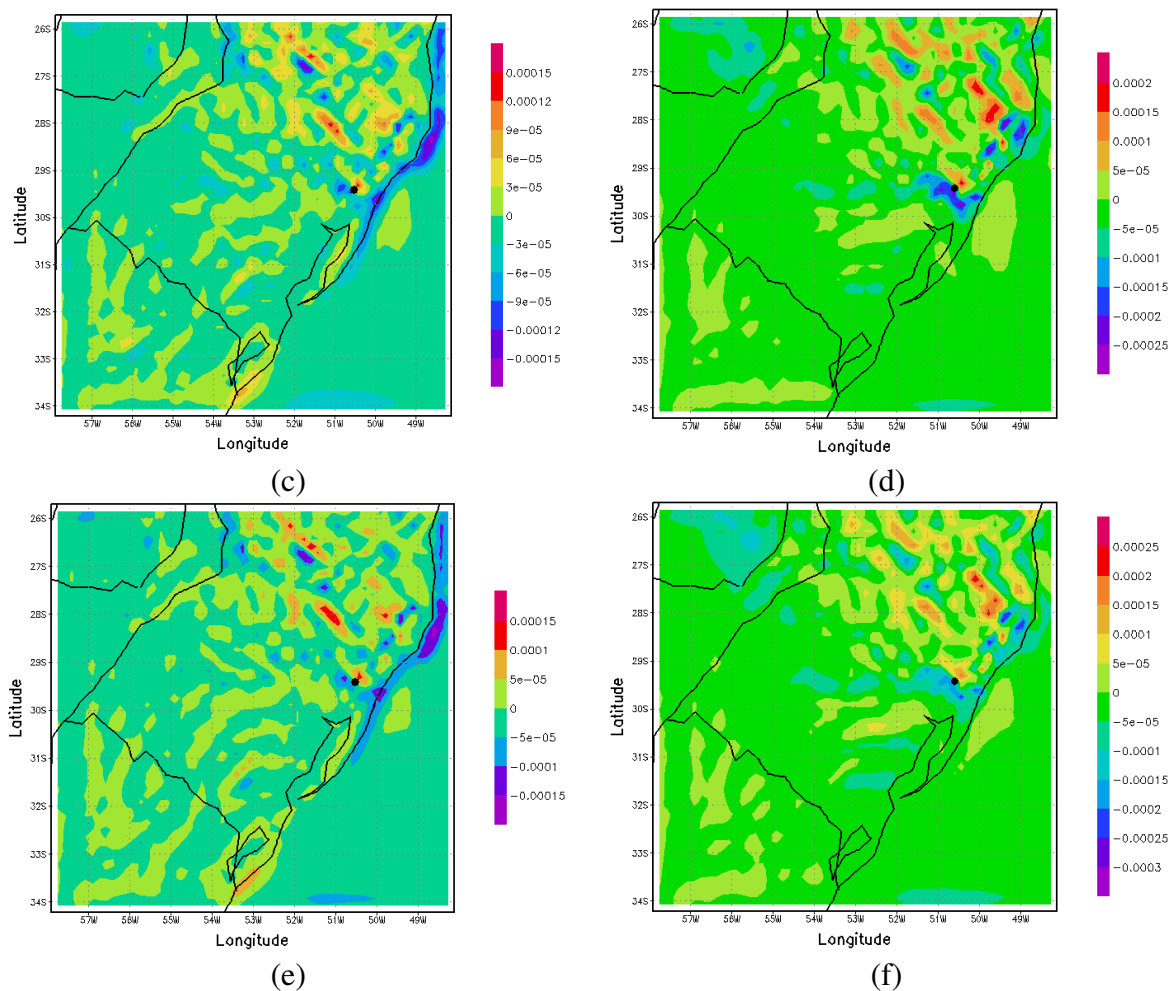 26S
27S
28S
29S
30S
31S
32S
33S
34S
Latitude
57W
56W
55W
54W
53W
52W
51W
50W
49W
Longitude
0.00015
0.00012
9e-05
6e-05
3e-05
0
-3e-05
-6e-05
-9e-05
-0.00012
-0.00015
(c)
26S
27S
28S
29S
30S
31S
32S
33S
34S
Latitude
57W
56W
55W
54W
53W
52W
51W
50W
49W
Longitude
0.0002
0.00015
0.0001
5e-05
0
-5e-05
-0.0001
-0.00015
-0.0002
-0.00025
(d)
26S
27S
28S
29S
30S
31S
32S
33S
34S
Latitude
57W
56W
55W
54W
53W
52W
51W
50W
49W
Longitude
0.00015
0.0001
5e-05
0
-5e-05
-0.0001
-0.00015
(e)
26S
27S
28S
29S
30S
31S
32S
33S
34S
Latitude
57W
56W
55W
54W
53W
52W
51W
50W
49W
Longitude
0.00025
0.0002
0.00015
0.0001
5e-05
0
-5e-05
-0.0001
-0.00015
-0.0002
-0.00025
-0.0003
(f)